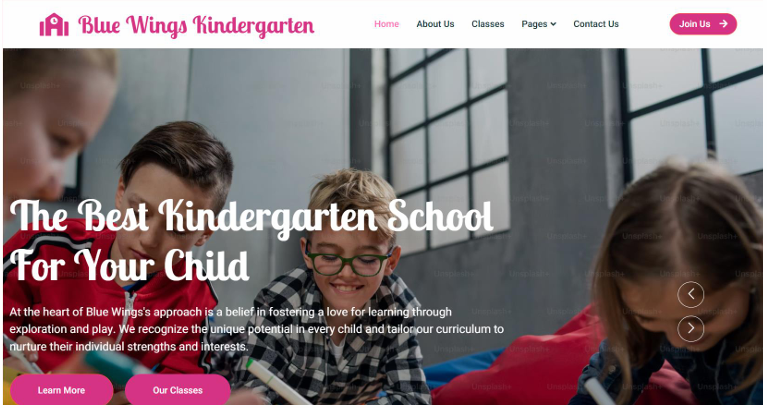 Blue Wings Kindergarten
Home About Us Classes Pages Contact Us Join Us
The Best Kindergarten School
For Your Child
At the heart of Blue Wings's approach is a belief in fostering a love for learning through
exploration and play. We recognize the unique potential in every child and tailor our curriculum to
nurture their individual strengths and interests.
Learn More Our Classes
Unsplash+
Unsplash+
Unsplash+